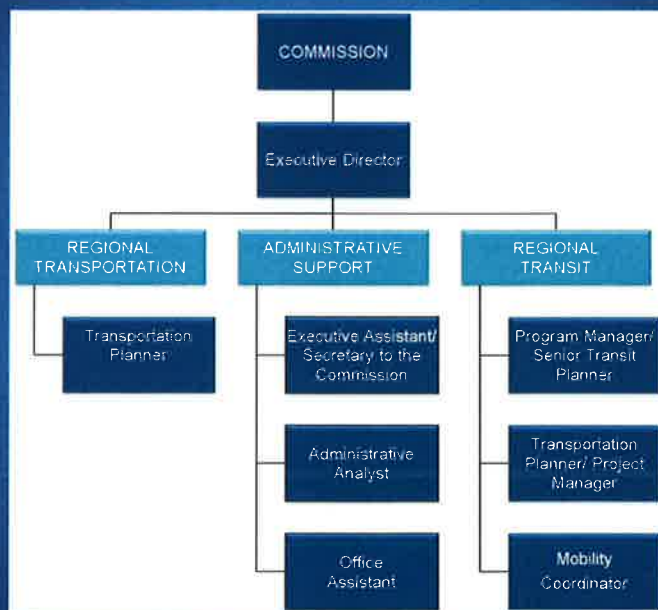 COMMISSION
Executive Director
REGIONAL
TRANSPORTATION
ADMINISTRATIVE
SUPPORT
REGIONAL
TRANSIT
Transportation
Planner
Executive Assistant/
Secretary to the
Commission
Program Manager/
Senior Transit
Planner
Administrative
Analyst
Transportation
Planner/ Project
Manager
Office
Assistant
Mobility
Coordinator